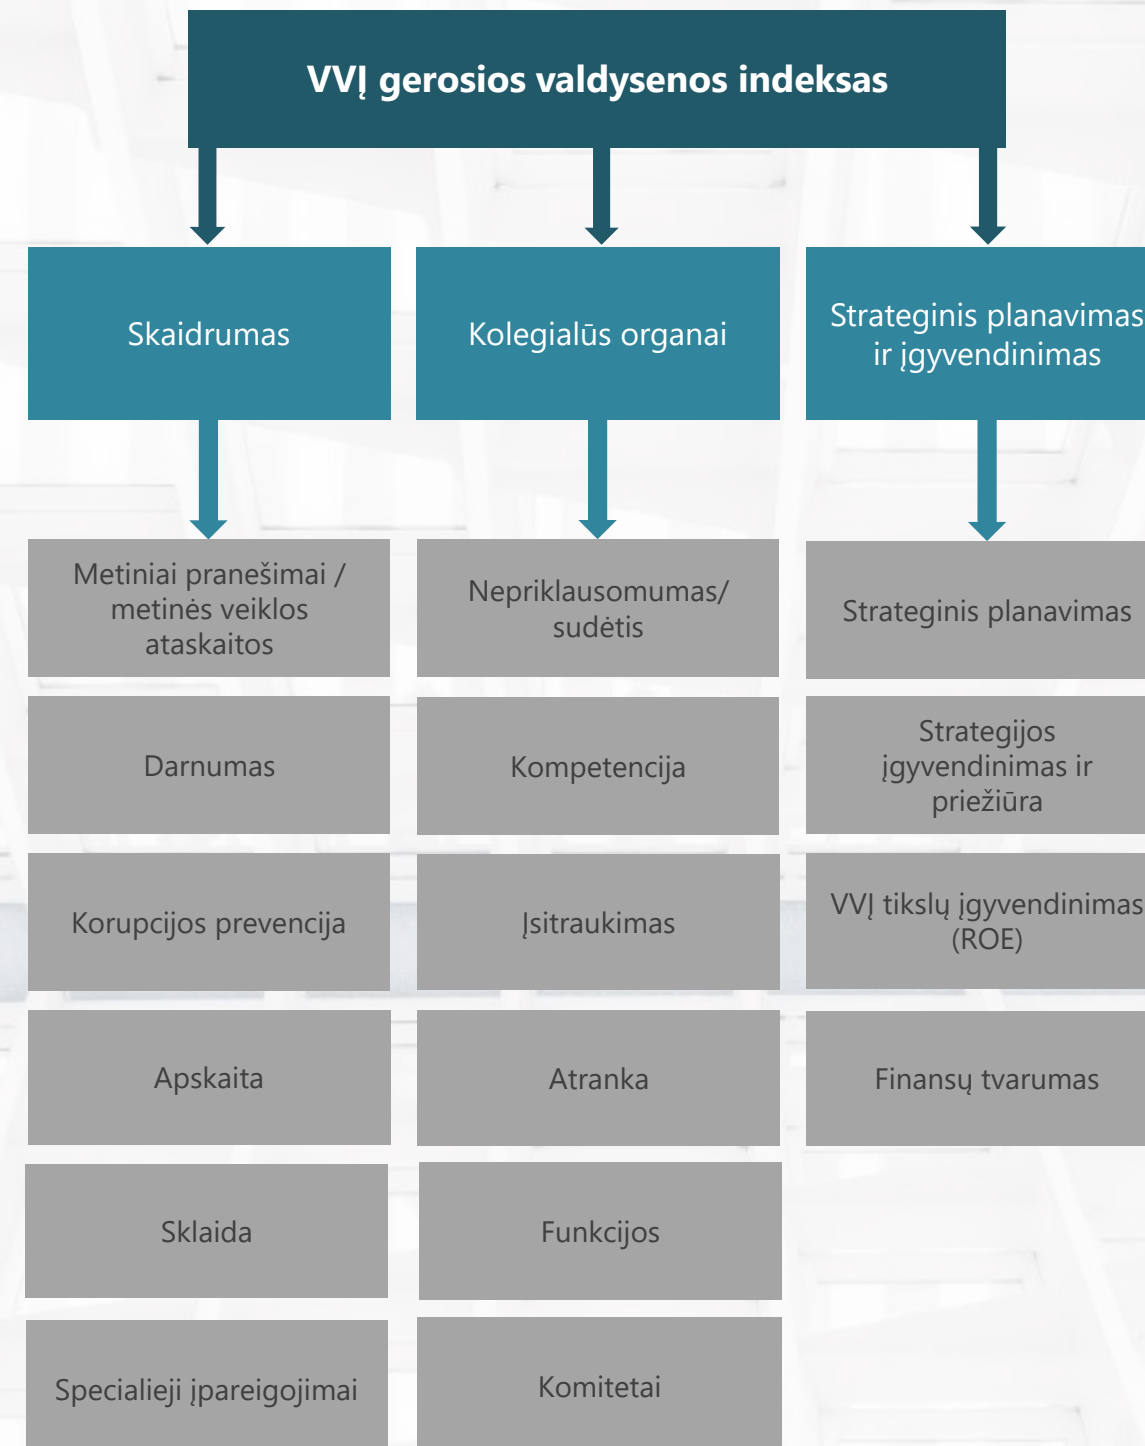 VVĮ gerosios valdysenos indeksas
Skaidrumas
Kolegialūs organai
Strateginis planavimas
ir įgyvendinimas
Metiniai pranešimai /
metinės veiklos
ataskaitos
Darnumas
Korupcijos prevencija
Apskaita
Sklaida
Specialieji įpareigojimai
Nepriklausomumas/
sudėtis
Kompetencija
Įsitraukimas
Atranka
Funkcijos
Komitetai
Strateginis planavimas
Strategijos
įgyvendinimas ir
priežiūra
VVĮ tikslų įgyvendinimas
(ROE)
Finansų tvarumas